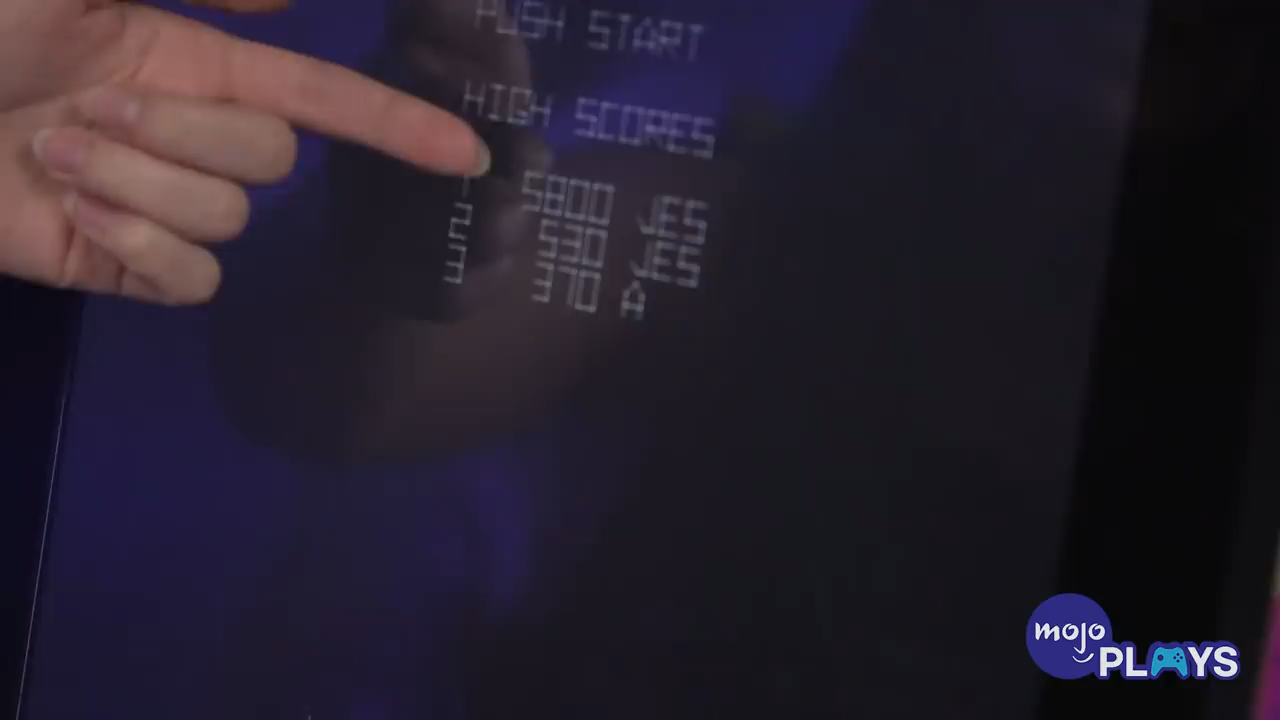 PUSH START
HIGH SCORES
1 5800 JES
2 530 JES
3 370 A
mojo
PLAYS